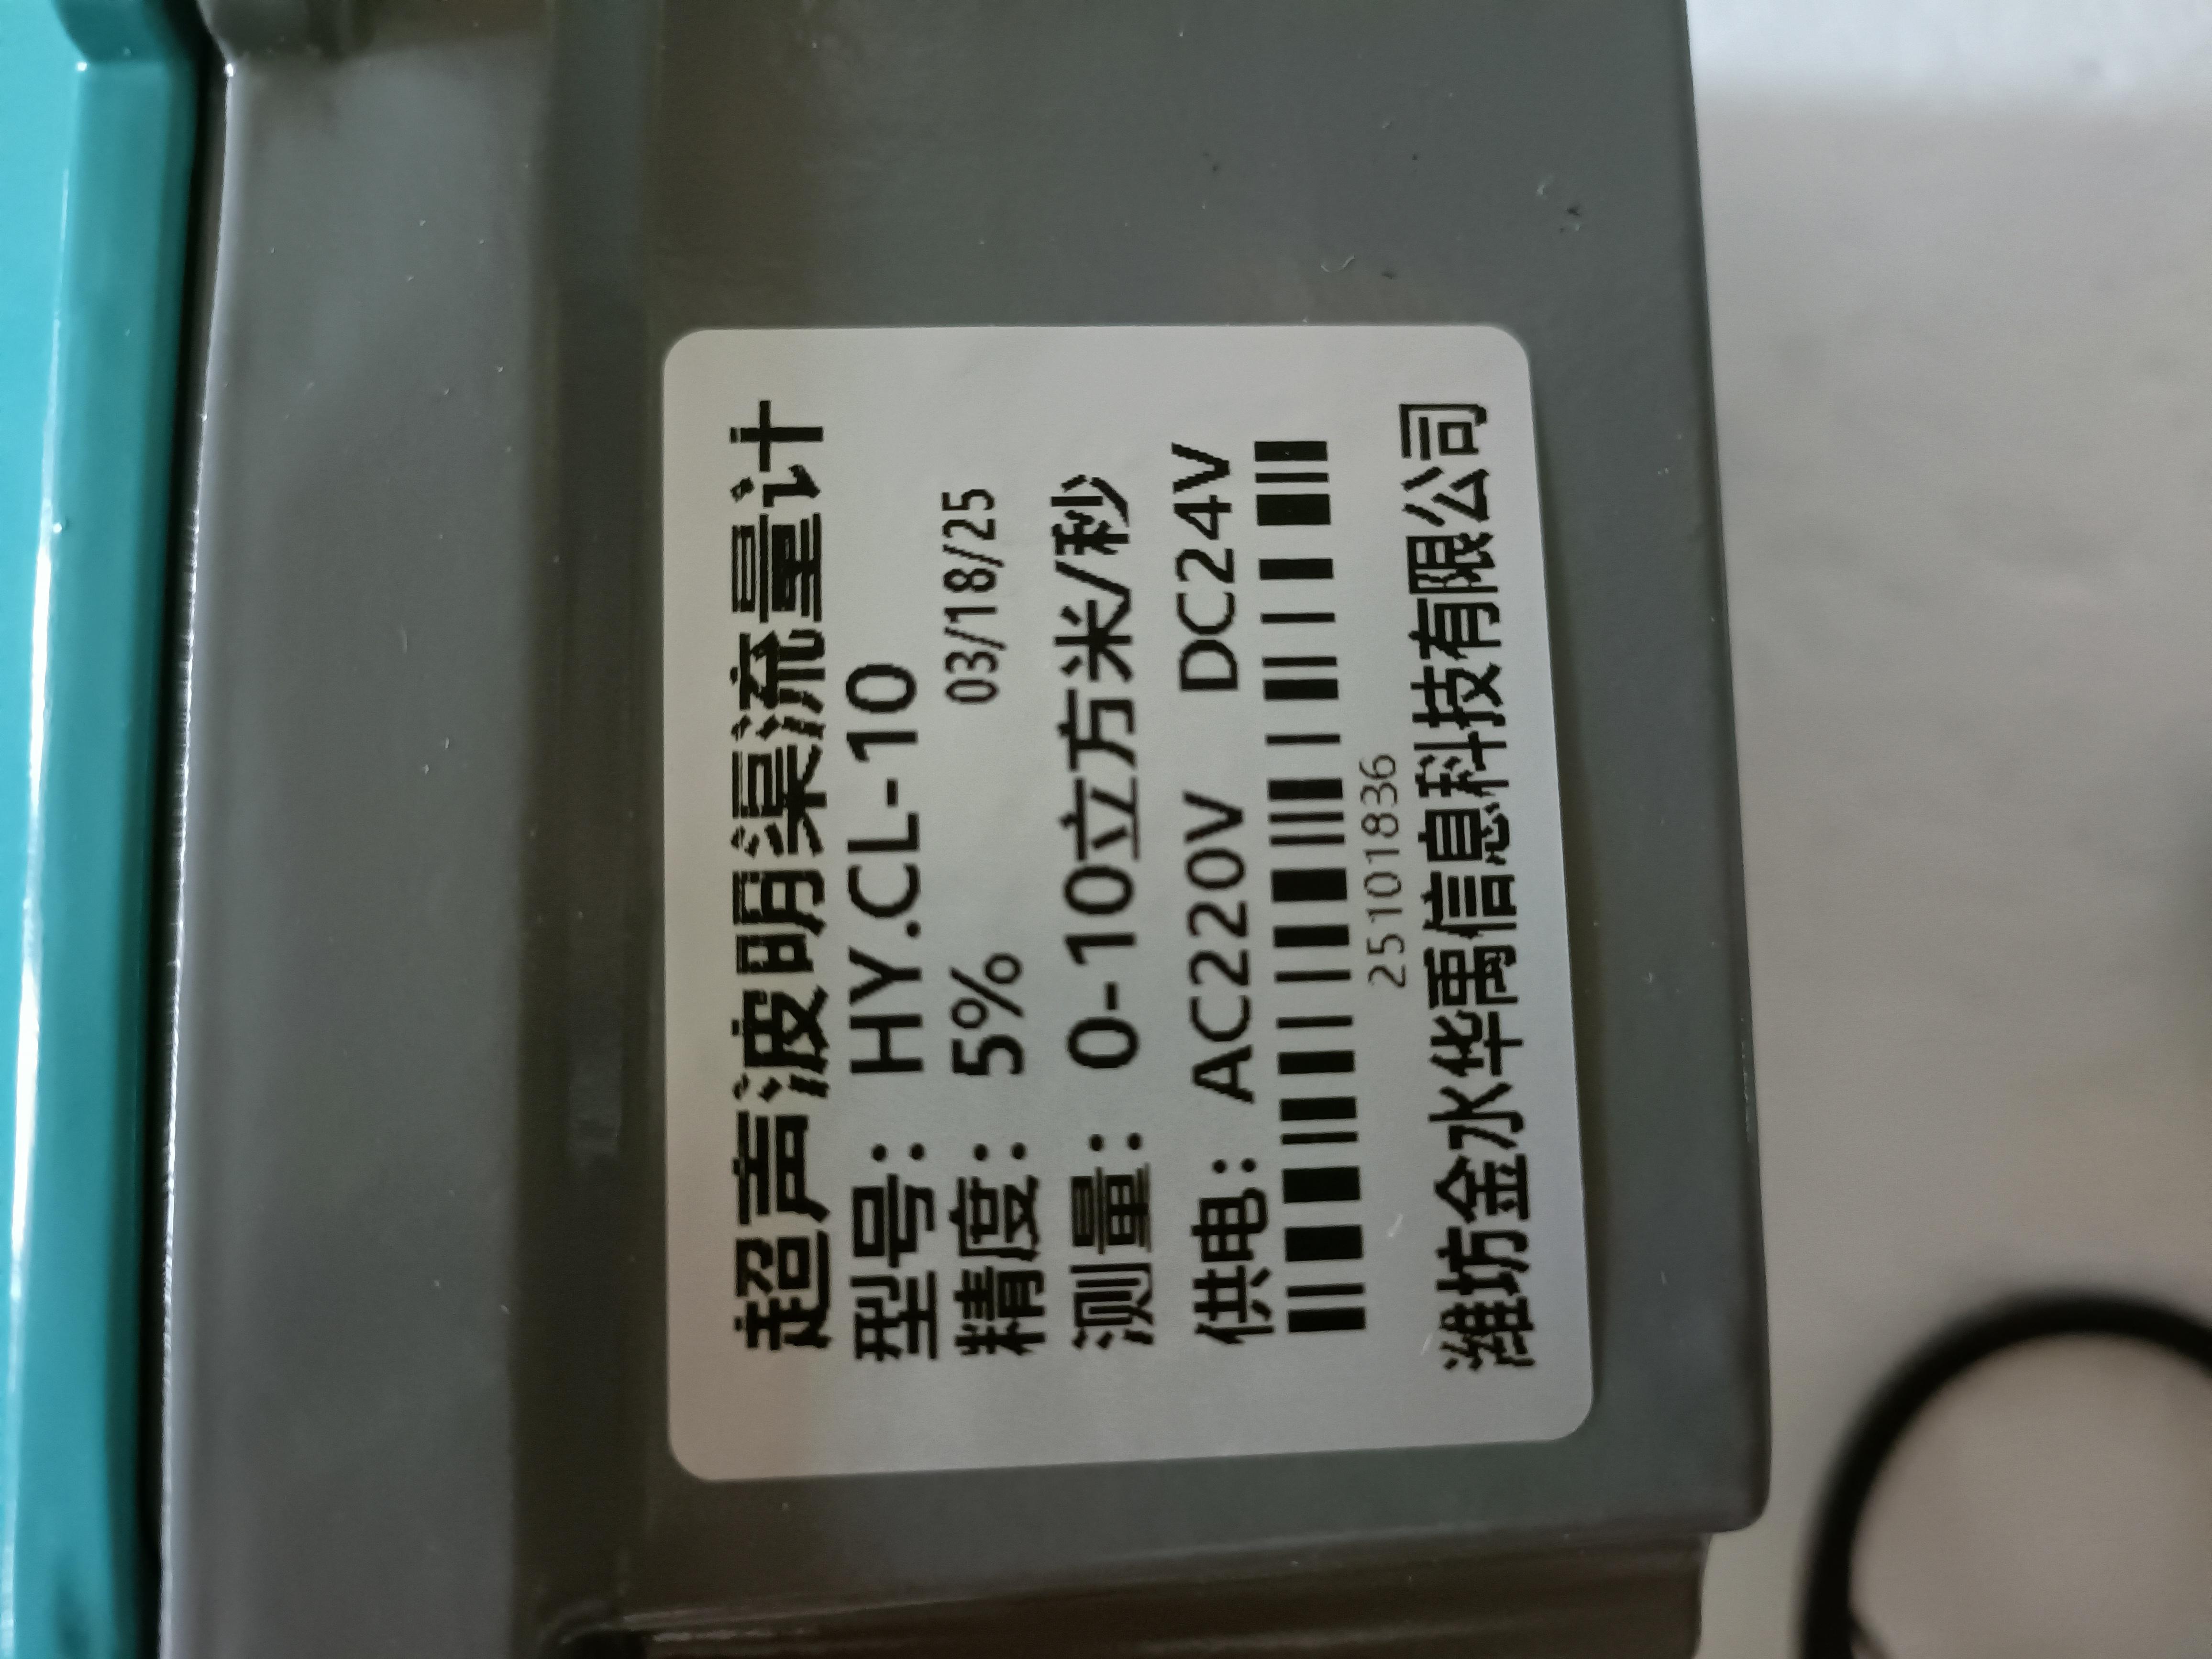 超声波明渠流量计
型号: HY.CL-10
精度: 5% 03/18/25
测量: 0-10立方米/秒
供电: AC220V DC24V
25101836
潍坊金水华禹信息科技有限公司